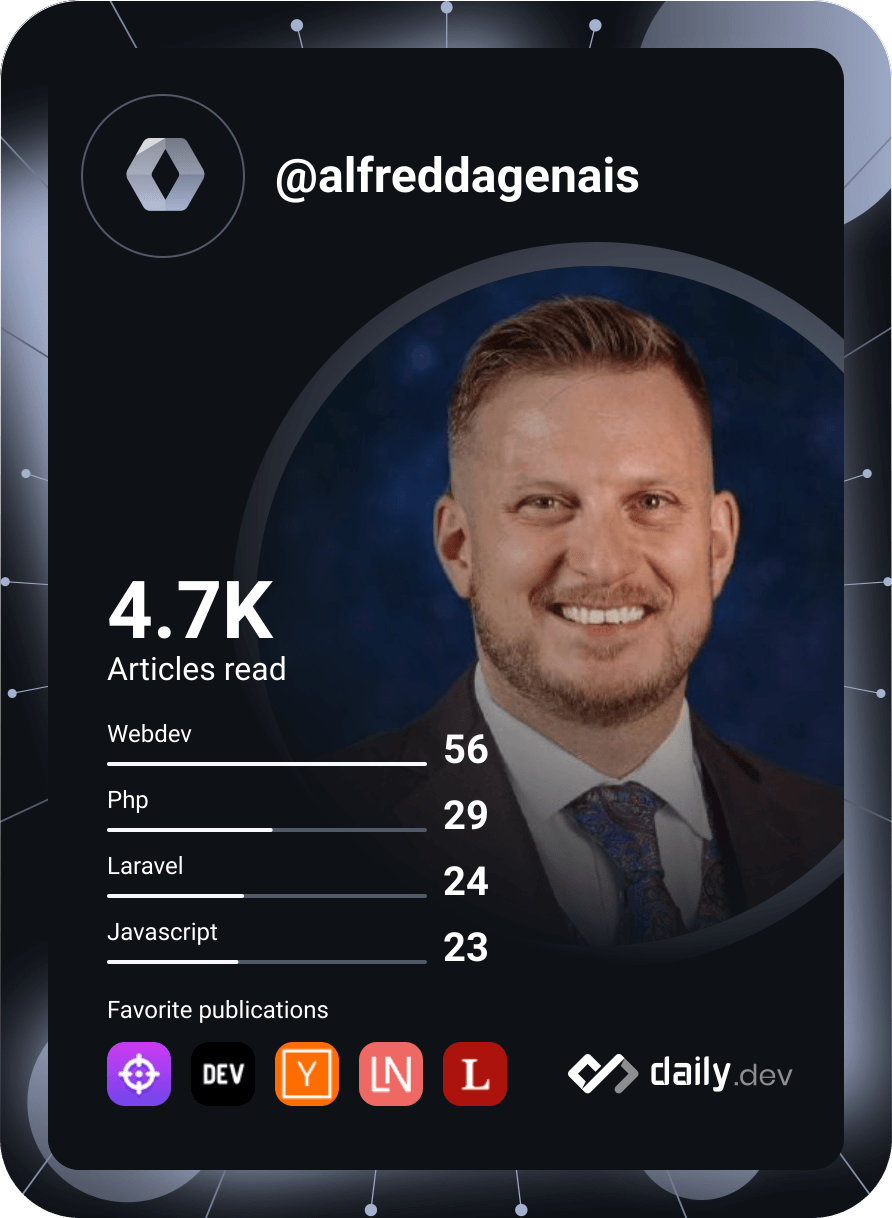 @alfreddagenais
4.7K
Articles read
Webdev
56
Php
29
Laravel
24
Javascript
23
Favorite publications
DEV
Y
LN
L
daily.dev